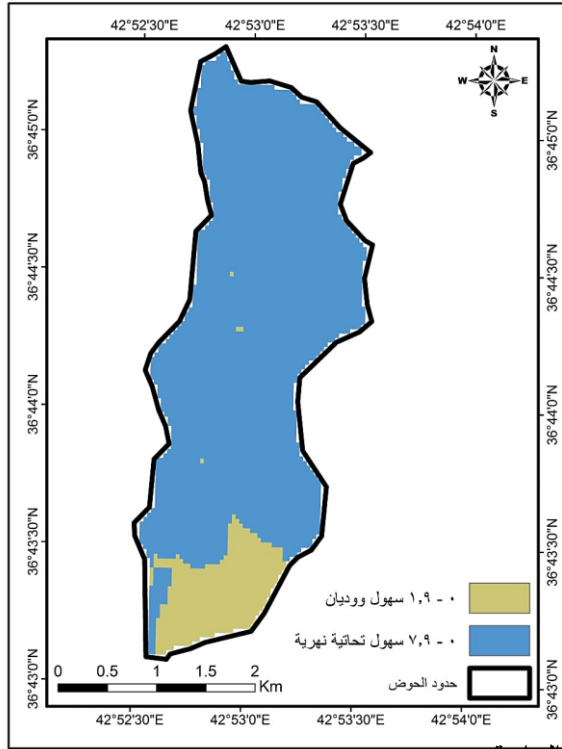 42°52'30"E 42°53'0"E 42°53'30"E 42°54'0"E
N
W E
S
36°45'0"N 36°45'0"N
36°44'30"N 36°44'30"N
36°44'0"N 36°44'0"N
36°43'30"N 36°43'30"N
٠ - ١,٩ سهول ووديان
٠ - ٧,٩ سهول تحاتية نهرية
حدود الحوض
36°43'0"N 36°43'0"N
0 0.5 1 1.5 2
Km
42°52'30"E 42°53'0"E 42°53'30"E 42°54'0"E